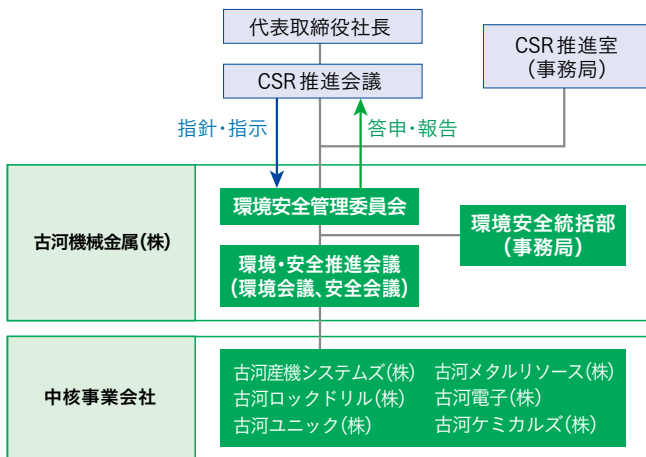 代表取締役社長
CSR推進室
(事務局)
CSR推進会議
指針・指示
答申・報告
古河機械金属(株)
環境安全管理委員会
環境安全統括部
(事務局)
環境・安全推進会議
(環境会議、安全会議)
中核事業会社
古河産機システムズ(株)
古河ロックドリル(株)
古河ユニック(株)
古河メタルリソース(株)
古河電子(株)
古河ケミカルズ(株)